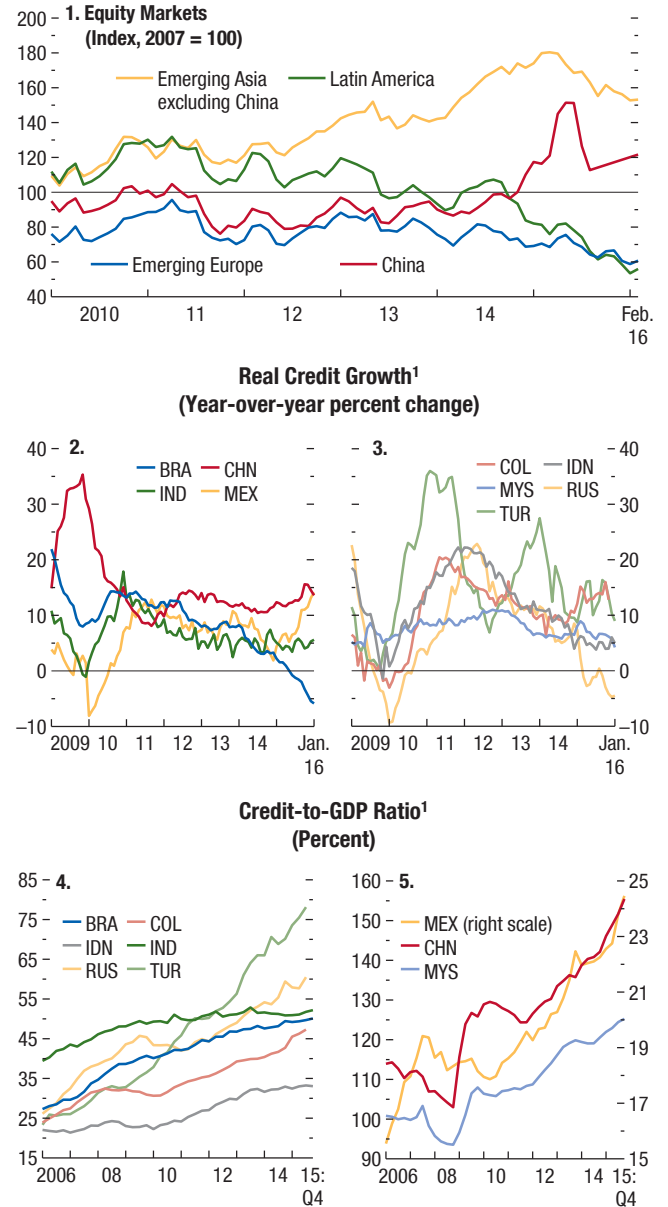 1. Equity Markets
(Index, 2007 = 100)
200
180
160
140
120
100
80
60
40
Emerging Asia
excluding China
Latin America
Emerging Europe
China
2010 11 12 13 14 Feb.
16
Real Credit Growth1
(Year-over-year percent change)
2.
40
30
20
10
0
–10
BRA CHN
IND MEX
2009 10 11 12 13 14 Jan.
16
3.
40
30
20
10
0
–10
COL IDN
MYS RUS
TUR
2009 10 11 12 13 14 Jan.
16
Credit-to-GDP Ratio1
(Percent)
4.
85
75
65
55
45
35
25
15
BRA COL
IDN IND
RUS TUR
2006 08 10 12 14 15:
Q4
5.
160
150
140
130
120
110
100
90
MEX (right scale)
CHN
MYS
25
23
21
19
17
15
2006 08 10 12 14 15:
Q4